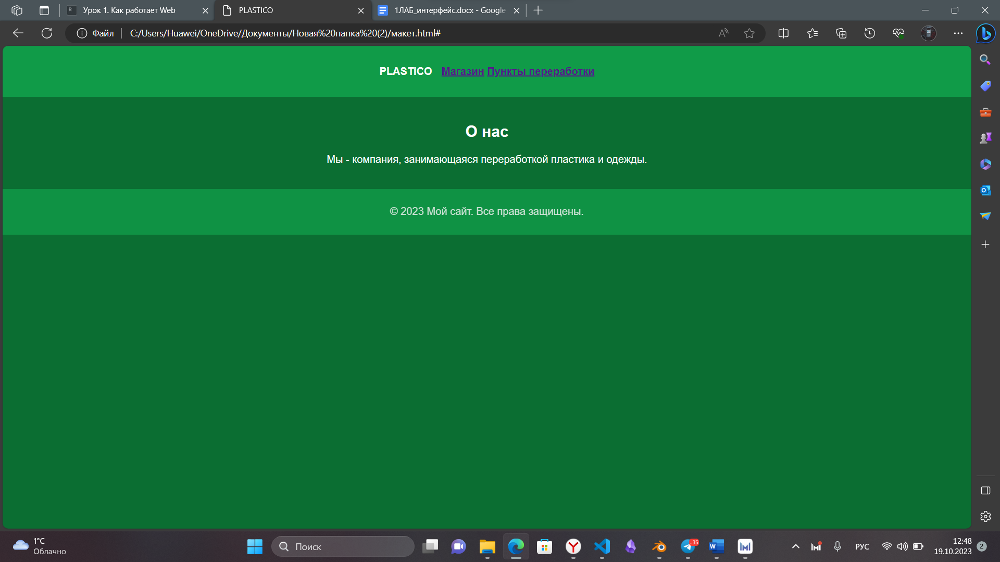 Урок 1. Как работает Web
PLASTICO
1ЛАБ_интерфейс.docx - Google
Файл
C:/Users/Huawei/OneDrive/Документы/Новая%20папка%20(2)/макет.html#
PLASTICO Магазин Пункты переработки
О нас
Мы - компания, занимающаяся переработкой пластика и одежды.
© 2023 Мой сайт. Все права защищены.
1°C
Облачно
Поиск
РУС
12:48
19.10.2023
2